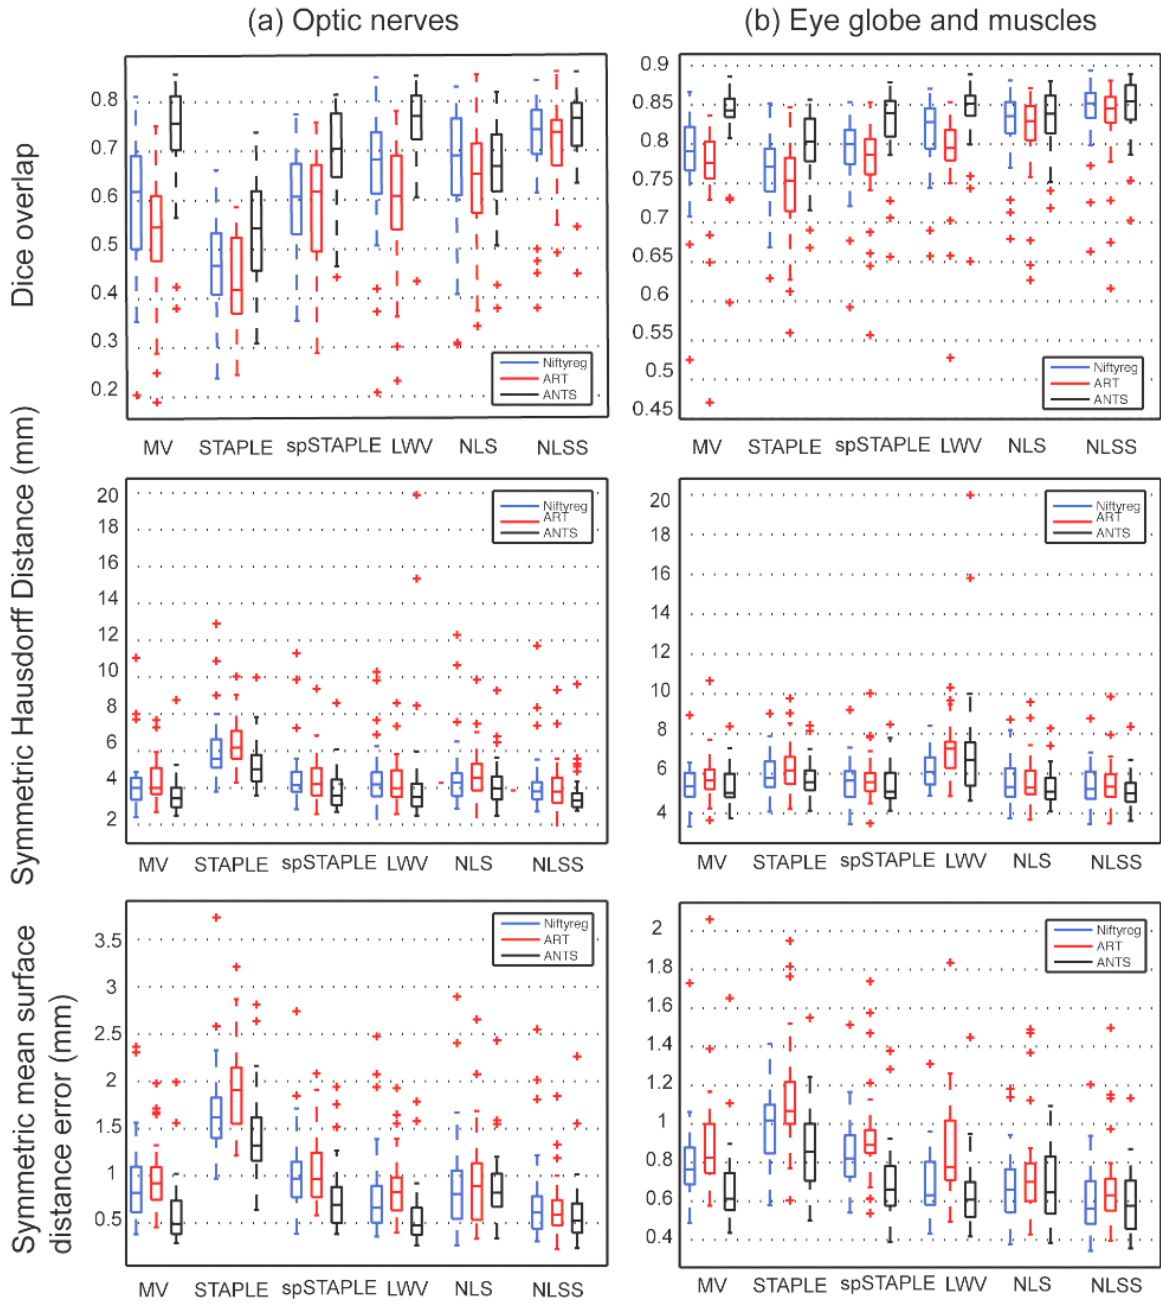 (a) Optic nerves
(b) Eye globe and muscles
Dice overlap
0.8
0.7
0.6
0.5
0.4
0.3
0.2
Niftyreg
ART
ANTS
MV STAPLE spSTAPLE LWV NLS NLSS
0.9
0.85
0.8
0.75
0.7
0.65
0.6
0.55
0.5
0.45
Niftyreg
ART
ANTS
MV STAPLE spSTAPLE LWV NLS NLSS
Symmetric Hausdorff Distance (mm)
20
18
16
14
12
10
8
6
4
2
Niftyreg
ART
ANTS
MV STAPLE spSTAPLE LWV NLS NLSS
20
18
16
14
12
10
8
6
4
Niftyreg
ART
ANTS
MV STAPLE spSTAPLE LWV NLS NLSS
Symmetric mean surface
distance error (mm)
3.5
3
2.5
2
1.5
1
0.5
Niftyreg
ART
ANTS
MV STAPLE spSTAPLE LWV NLS NLSS
2
1.8
1.6
1.4
1.2
1
0.8
0.6
0.4
Niftyreg
ART
ANTS
MV STAPLE spSTAPLE LWV NLS NLSS